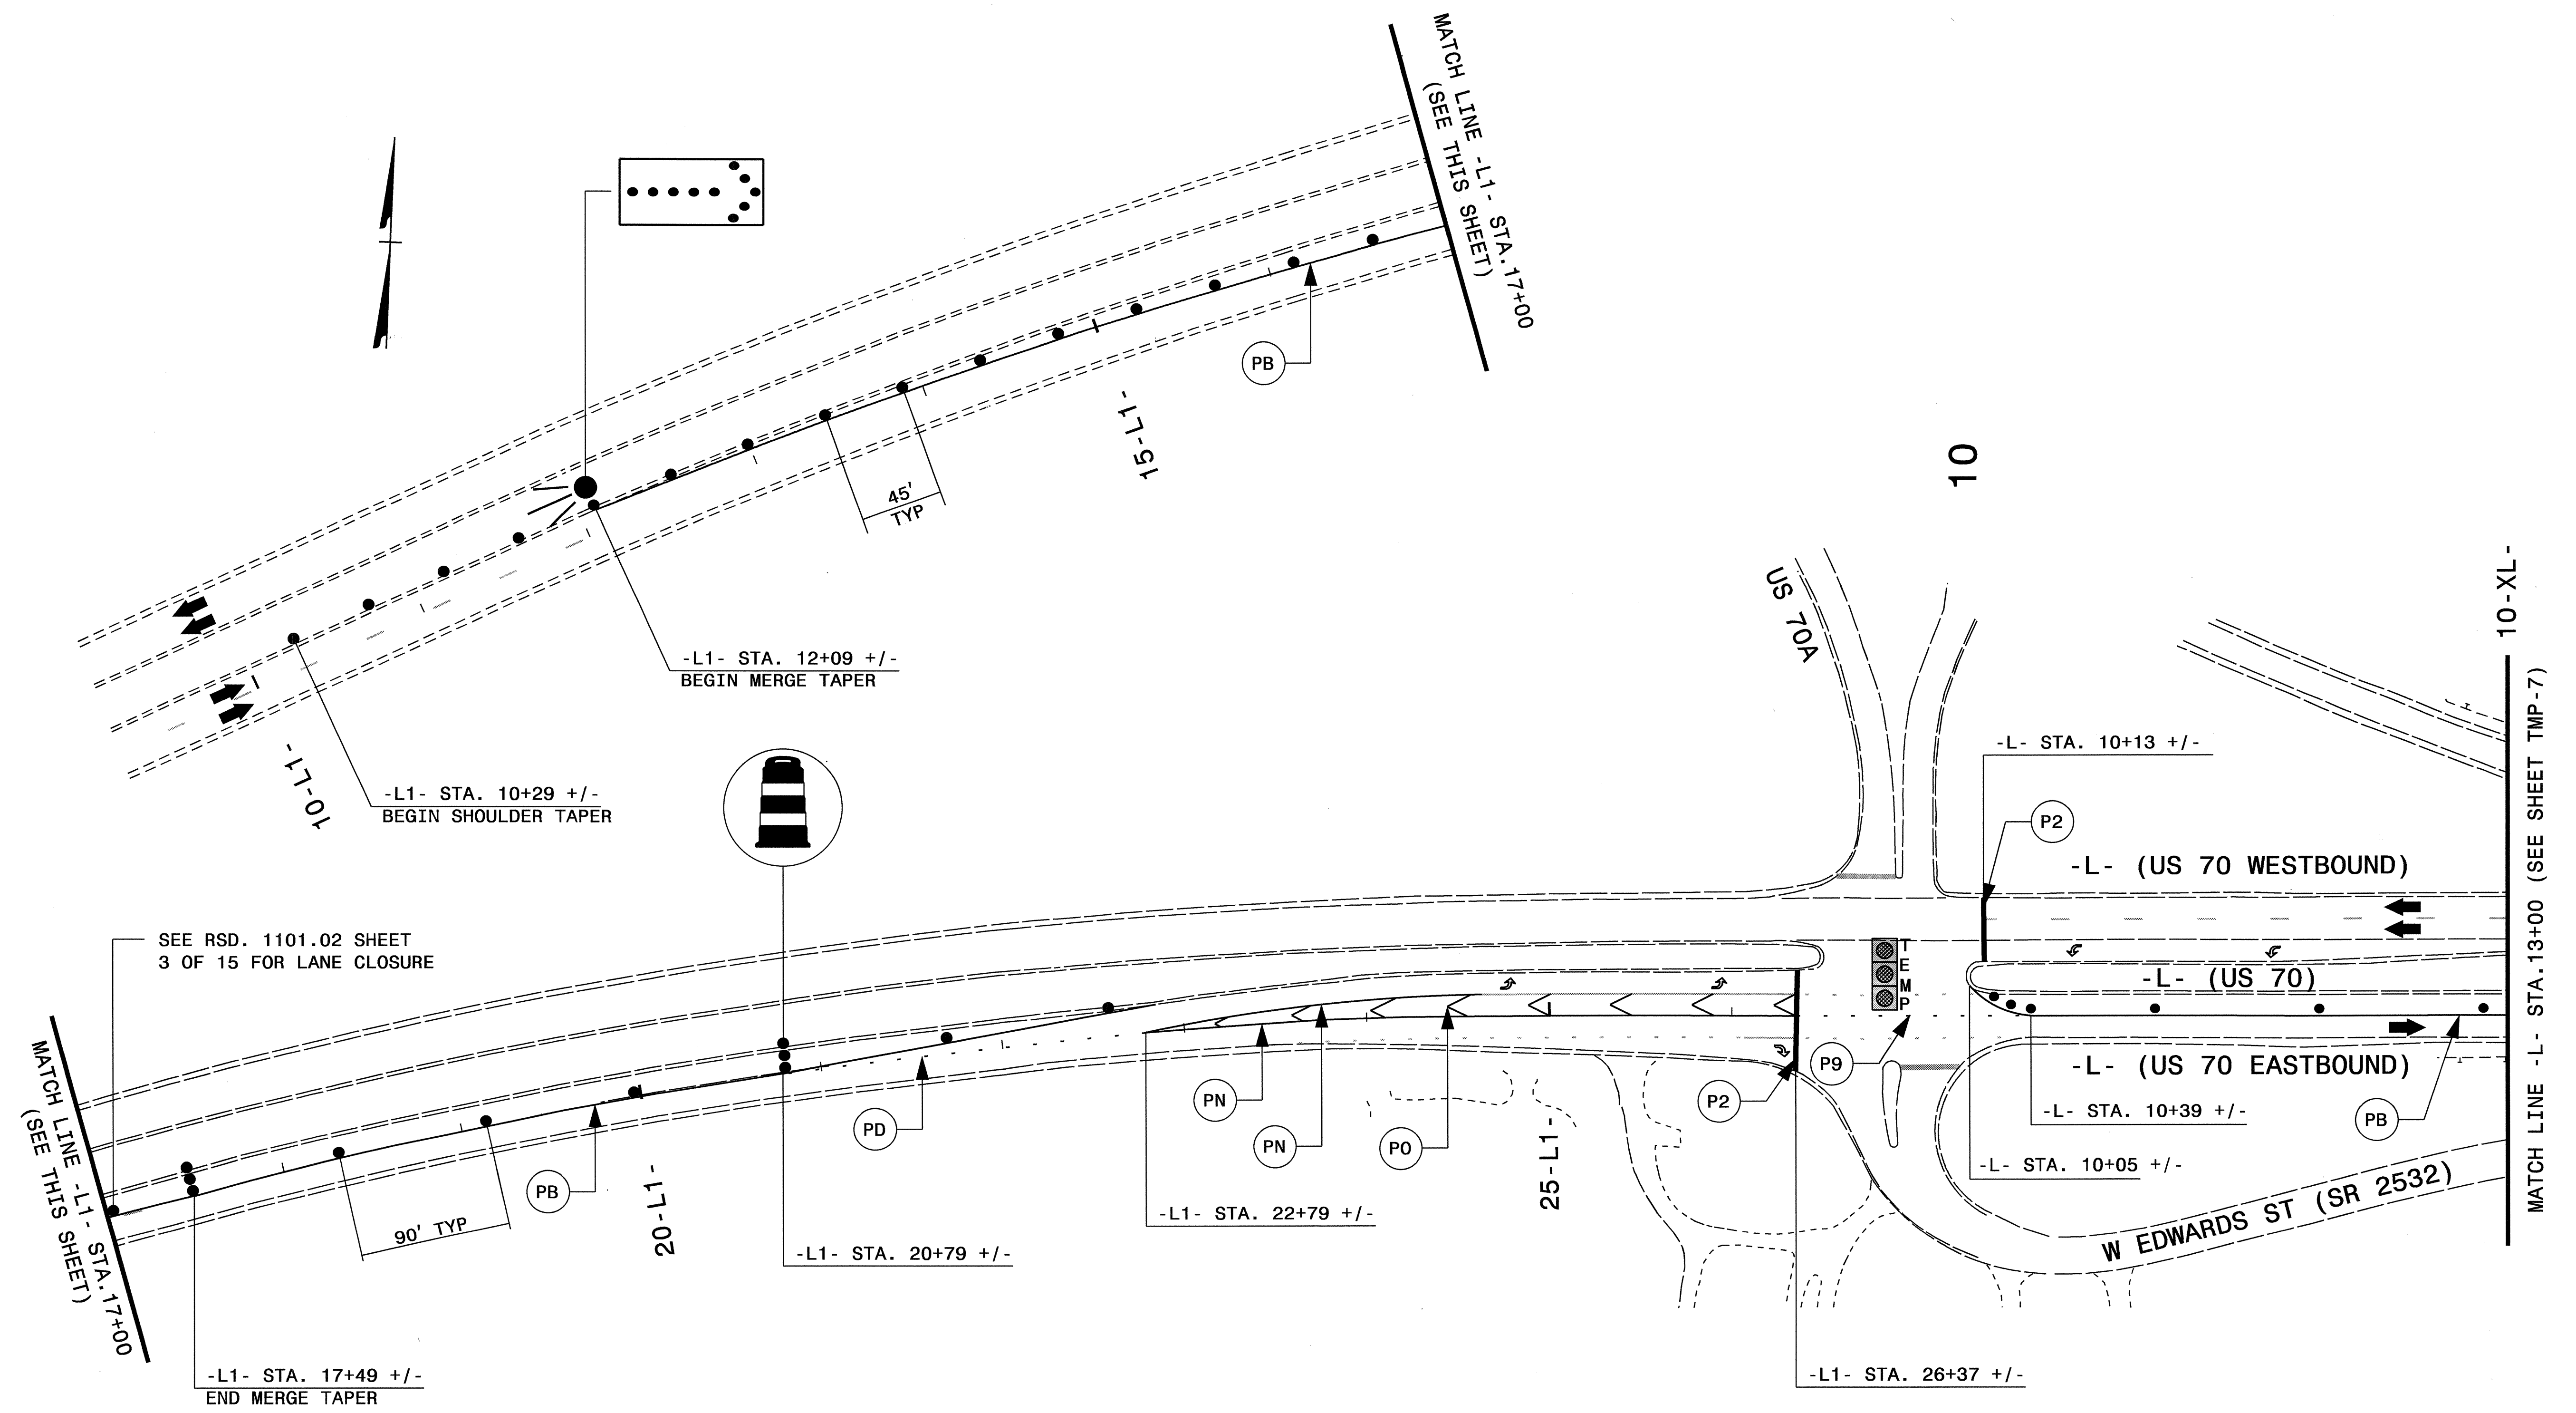 MATCH LINE -L1- STA.17+00
(SEE THIS SHEET)
PB
15-L1-
45'
TYP
-L1- STA. 12+09 +/-
BEGIN MERGE TAPER
10-L1-
-L1- STA. 10+29 +/-
BEGIN SHOULDER TAPER
10
US 70A
10-XL-
-L- STA. 10+13 +/-
P2
-L- (US 70 WESTBOUND)
MATCH LINE -L- STA.13+00 (SEE SHEET TMP-7)
SEE RSD. 1101.02 SHEET
3 OF 15 FOR LANE CLOSURE
TEMP
-L- (US 70)
P9
-L- (US 70 EASTBOUND)
MATCH LINE -L1- STA.17+00
(SEE THIS SHEET)
PN
P2
-L- STA. 10+39 +/-
PB
PD
PN
PO
-L- STA. 10+05 +/-
PB
90' TYP
20-L1-
25-L1-
-L1- STA. 22+79 +/-
W EDWARDS ST (SR 2532)
-L1- STA. 20+79 +/-
-L1- STA. 17+49 +/-
END MERGE TAPER
-L1- STA. 26+37 +/-